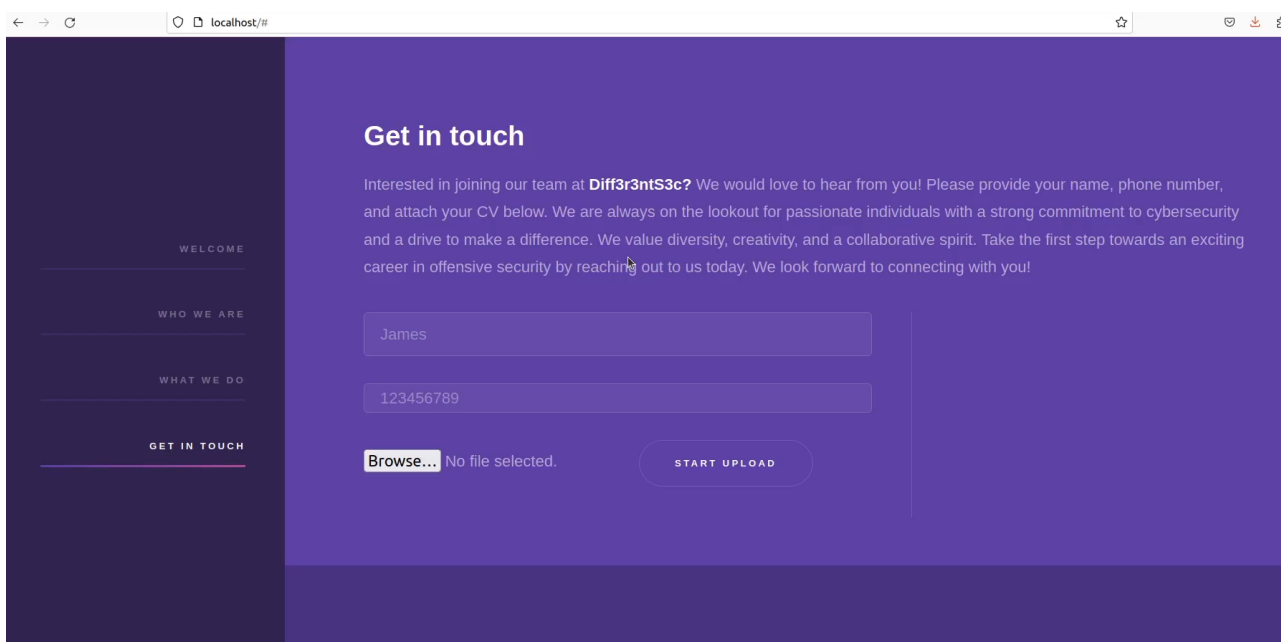 localhost/#
Get in touch
Interested in joining our team at Diff3r3ntS3c? We would love to hear from you! Please provide your name, phone number,
and attach your CV below. We are always on the lookout for passionate individuals with a strong commitment to cybersecurity
and a drive to make a difference. We value diversity, creativity, and a collaborative spirit. Take the first step towards an exciting
career in offensive security by reaching out to us today. We look forward to connecting with you!
WELCOME
WHO WE ARE
WHAT WE DO
GET IN TOUCH
James
123456789
Browse... No file selected.
START UPLOAD